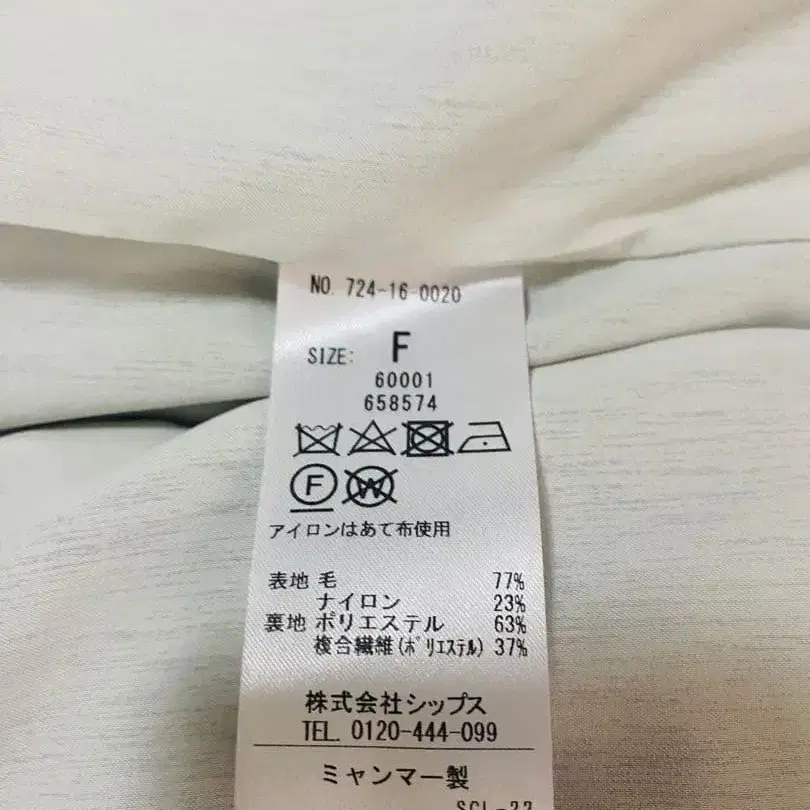 NO. 724-16-0020
SIZE: F
60001
658574
F W
アイロンはあて布使用
表地 毛 77%
ナイロン 23%
裏地 ポリエステル 63%
複合繊維(ポリエステル) 37%
株式会社シップス
TEL. 0120-444-099
ミャンマー製
SCL-22